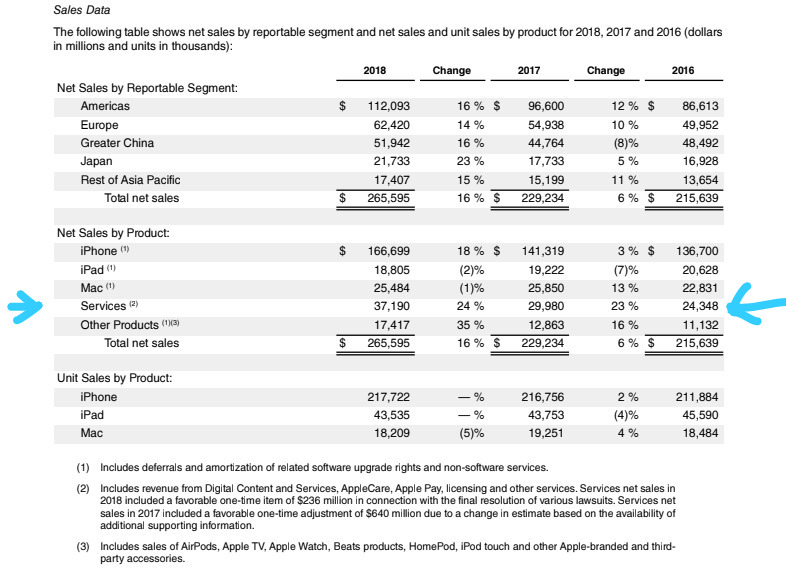 Sales Data
The following table shows net sales by reportable segment and net sales and unit sales by product for 2018, 2017 and 2016 (dollars
in millions and units in thousands):
2018 Change 2017 Change 2016
Net Sales by Reportable Segment:
Americas $ 112,093 16 % $ 96,600 12 % $ 86,613
Europe 62,420 14 % 54,938 10 % 49,952
Greater China 51,942 16 % 44,764 (8)% 48,492
Japan 21,733 23 % 17,733 5 % 16,928
Rest of Asia Pacific 17,407 15 % 15,199 11 % 13,654
Total net sales $ 265,595 16 % $ 229,234 6 % $ 215,639
Net Sales by Product:
iPhone (1) $ 166,699 18 % $ 141,319 3 % $ 136,700
iPad (1) 18,805 (2)% 19,222 (7)% 20,628
Mac (1) 25,484 (1)% 25,850 13 % 22,831
Services (2) 37,190 24 % 29,980 23 % 24,348
Other Products (1)(3) 17,417 35 % 12,863 16 % 11,132
Total net sales $ 265,595 16 % $ 229,234 6 % $ 215,639
Unit Sales by Product:
iPhone 217,722 — % 216,756 2 % 211,884
iPad 43,535 — % 43,753 (4)% 45,590
Mac 18,209 (5)% 19,251 4 % 18,484
(1) Includes deferrals and amortization of related software upgrade rights and non-software services.
(2) Includes revenue from Digital Content and Services, AppleCare, Apple Pay, licensing and other services. Services net sales in
2018 included a favorable one-time item of $236 million in connection with the final resolution of various lawsuits. Services net
sales in 2017 included a favorable one-time adjustment of $640 million due to a change in estimate based on the availability of
additional supporting information.
(3) Includes sales of AirPods, Apple TV, Apple Watch, Beats products, HomePod, iPod touch and other Apple-branded and third-
party accessories.